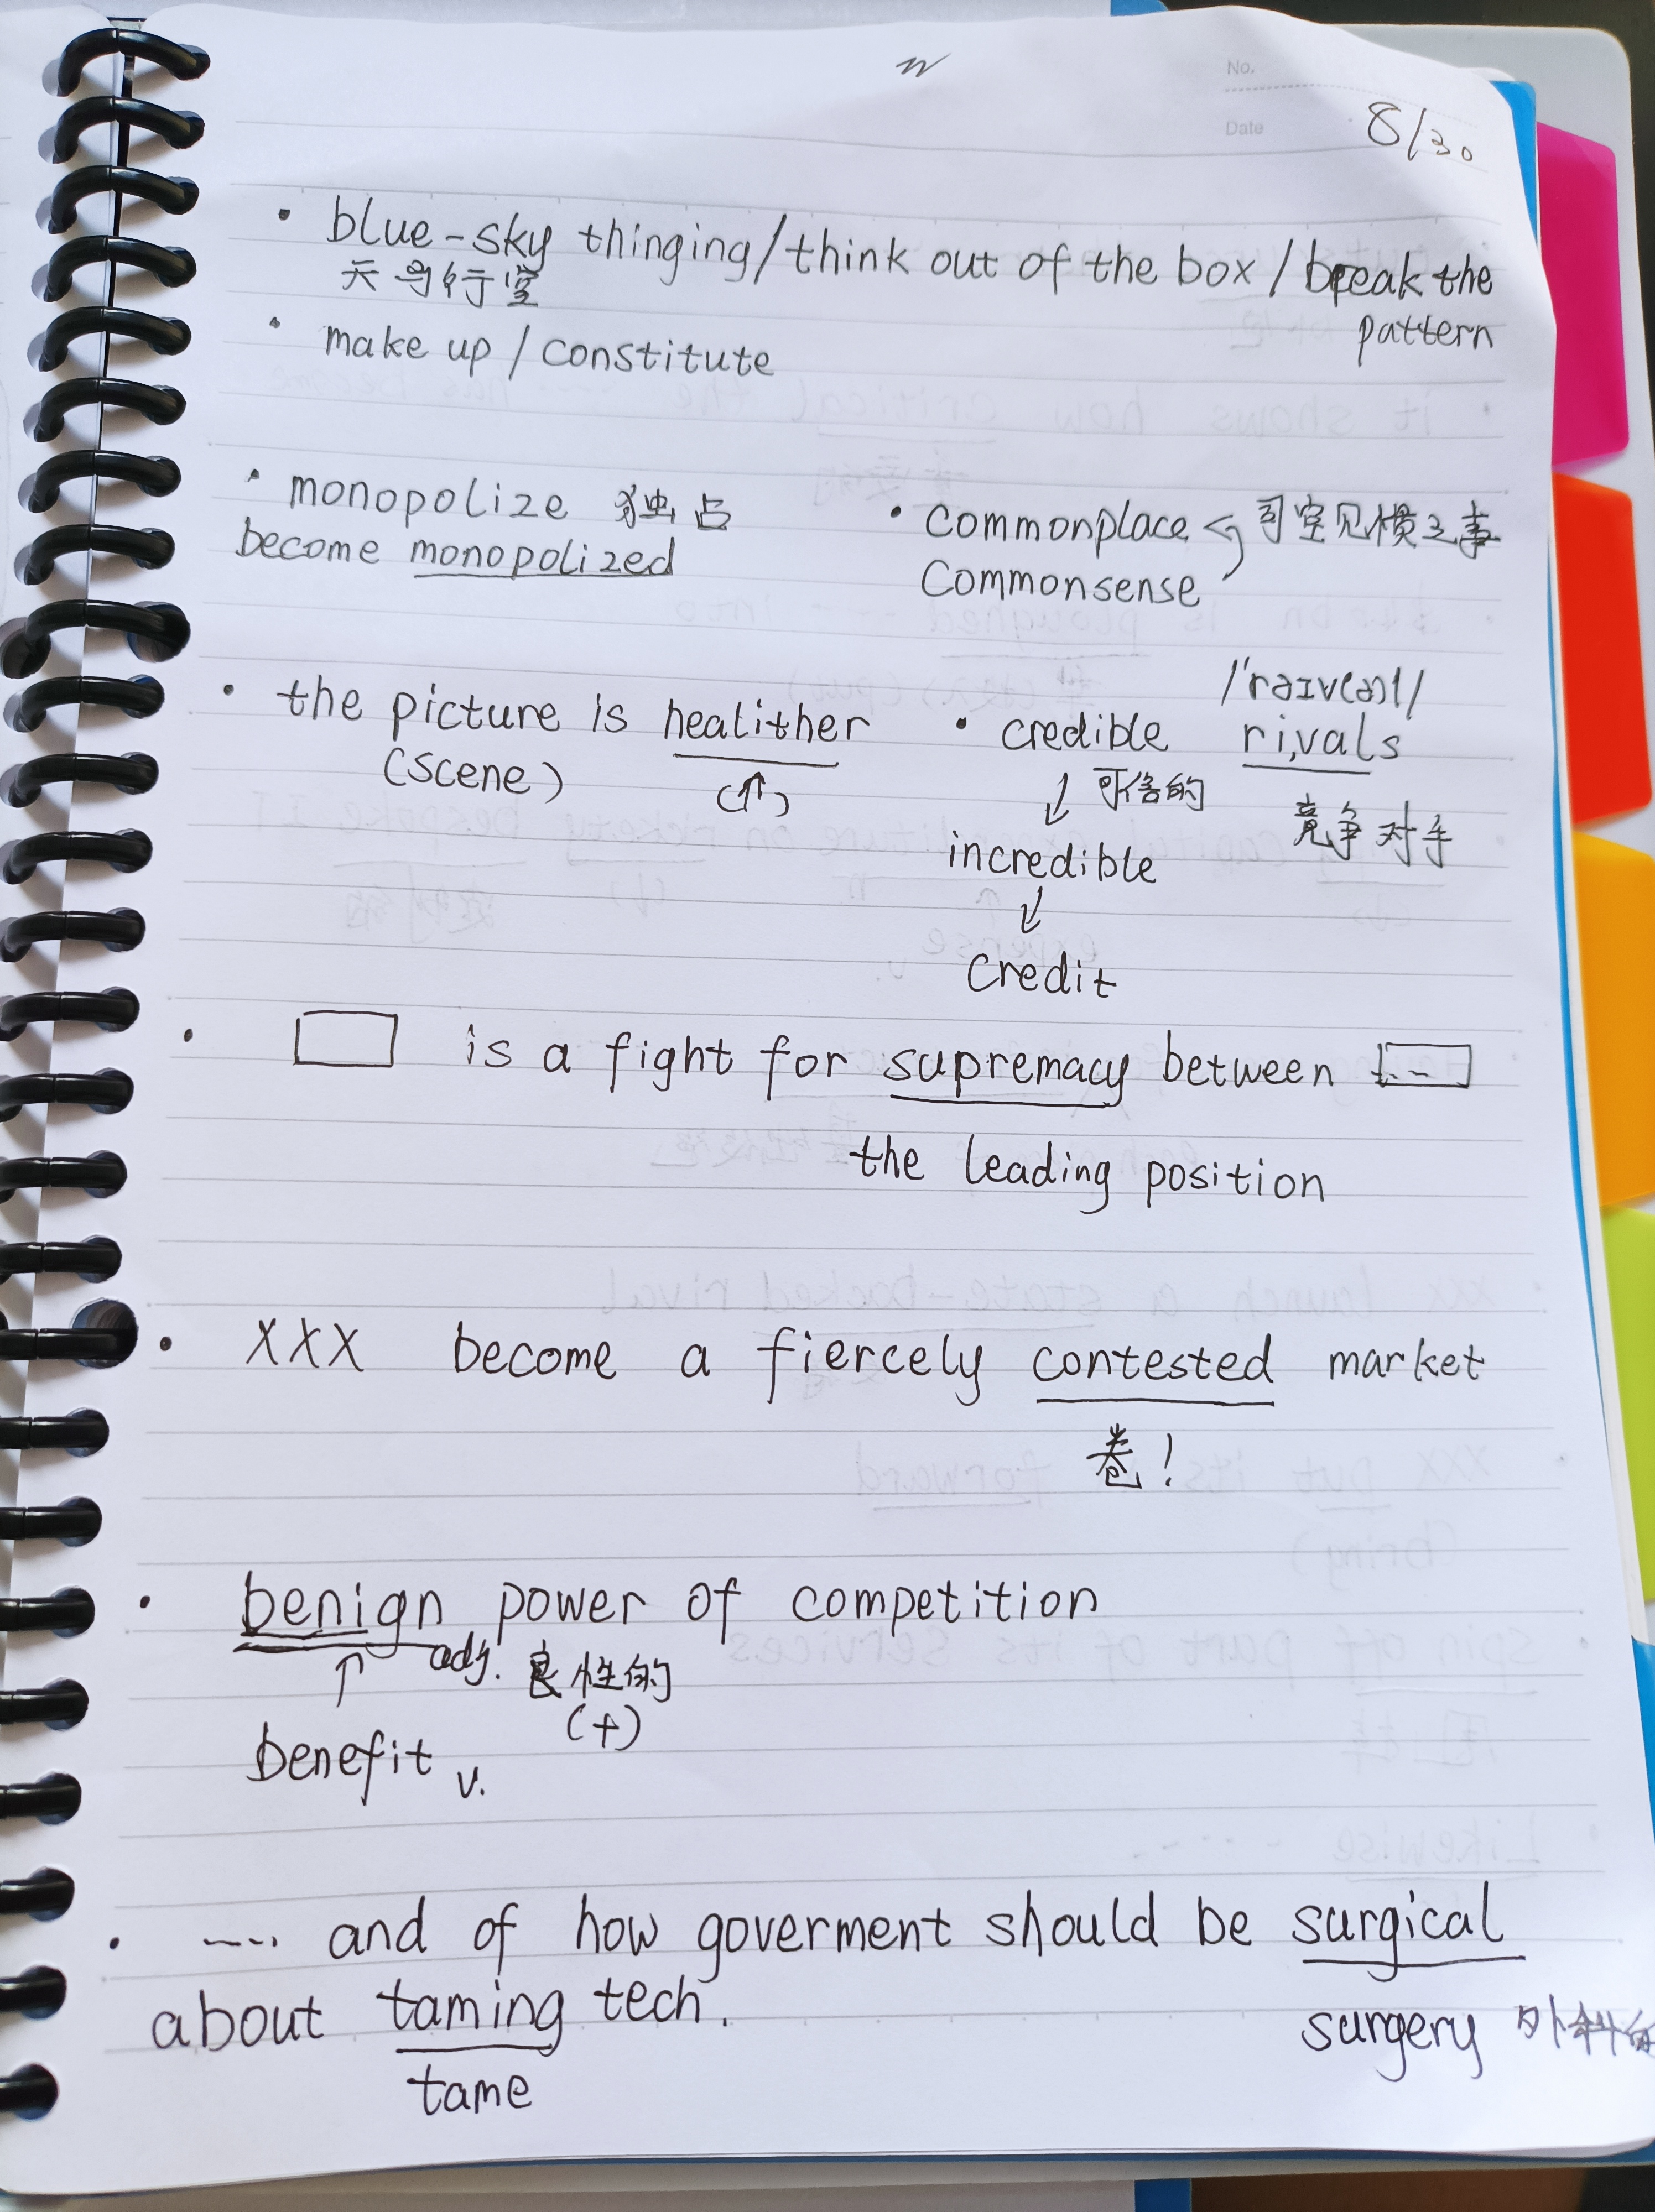 No.
Date
8/30
• blue-sky thinging/think out of the box/break the
pattern
天马行空
• make up / constitute
• monopolize 独占
become monopolized
• commonplace 司空见惯之事
Commonsense
• the picture is healither
(scene) (↑)
/ˈraɪv(ə)l/
• credible rivals
↓ 可信的 竞争对手
incredible
↓
Credit
• is a fight for supremacy between
the leading position
• XXX become a fiercely contested market
卷!
• benign power of competition
↑ adj. 良性的
(+)
benefit v.
• ---- and of how goverment should be surgical
about taming tech.
surgery 外科的
tame